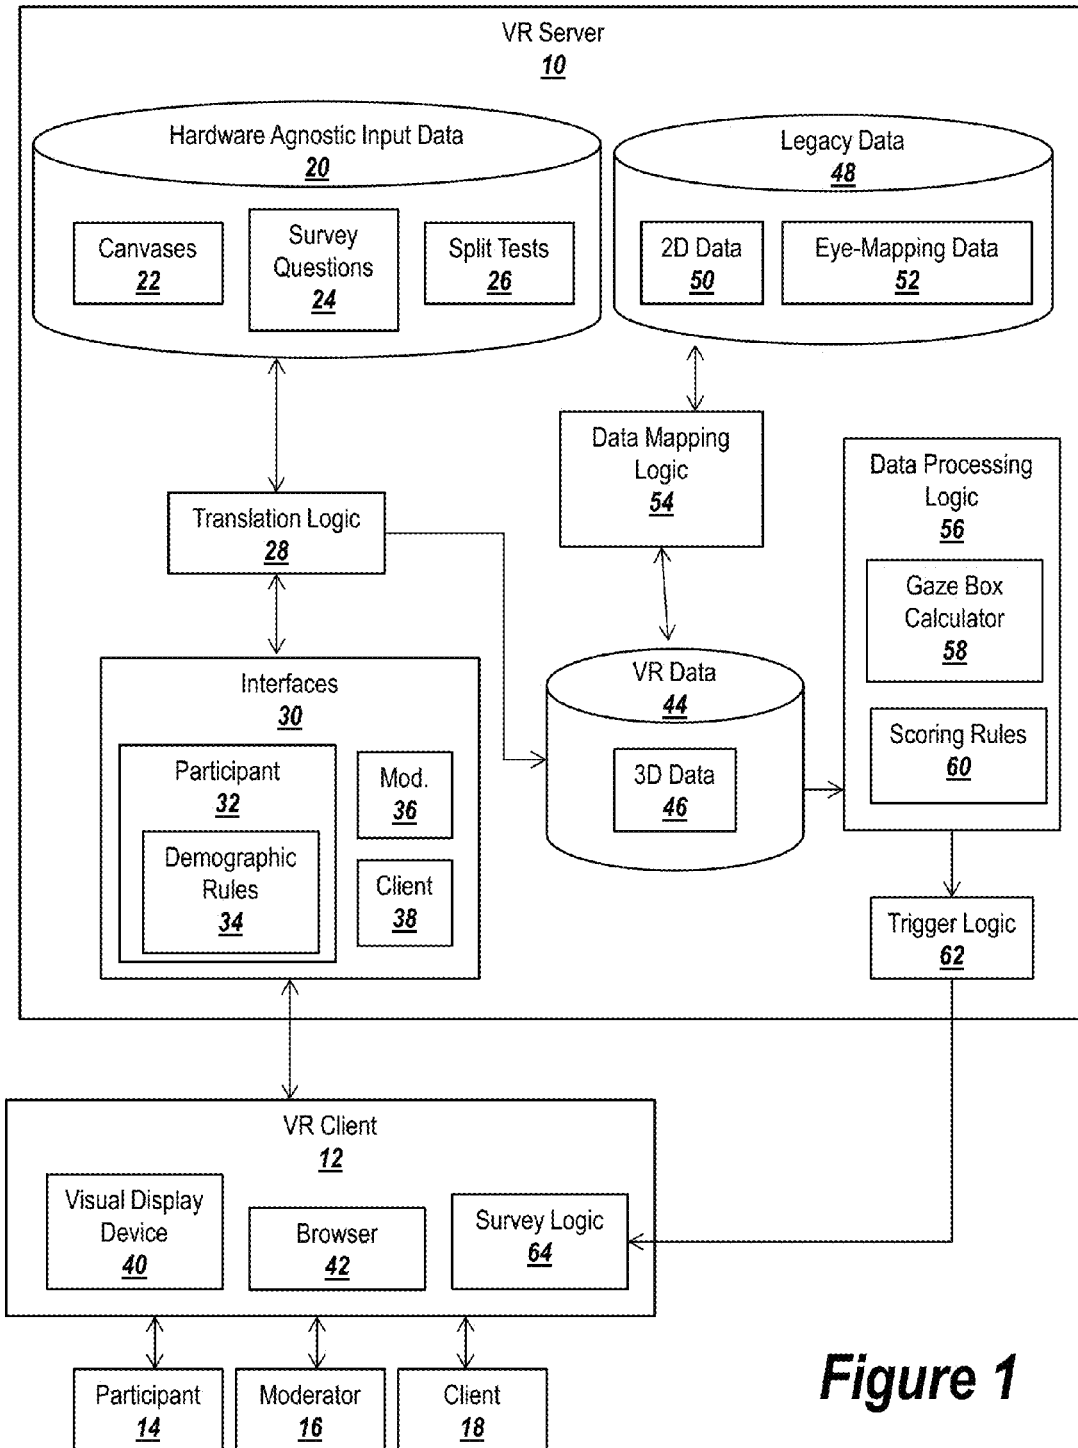 VR Server
10
Hardware Agnostic Input Data
20
Canvases
22
Survey
Questions
24
Split Tests
26
Legacy Data
48
2D Data
50
Eye-Mapping Data
52
Data Mapping
Logic
54
Data Processing
Logic
56
Gaze Box
Calculator
58
Scoring Rules
60
Translation Logic
28
Interfaces
30
Participant
32
Demographic
Rules
34
Mod.
36
Client
38
VR Data
44
3D Data
46
Trigger Logic
62
VR Client
12
Visual Display
Device
40
Browser
42
Survey Logic
64
Participant
14
Moderator
16
Client
18
Figure 1